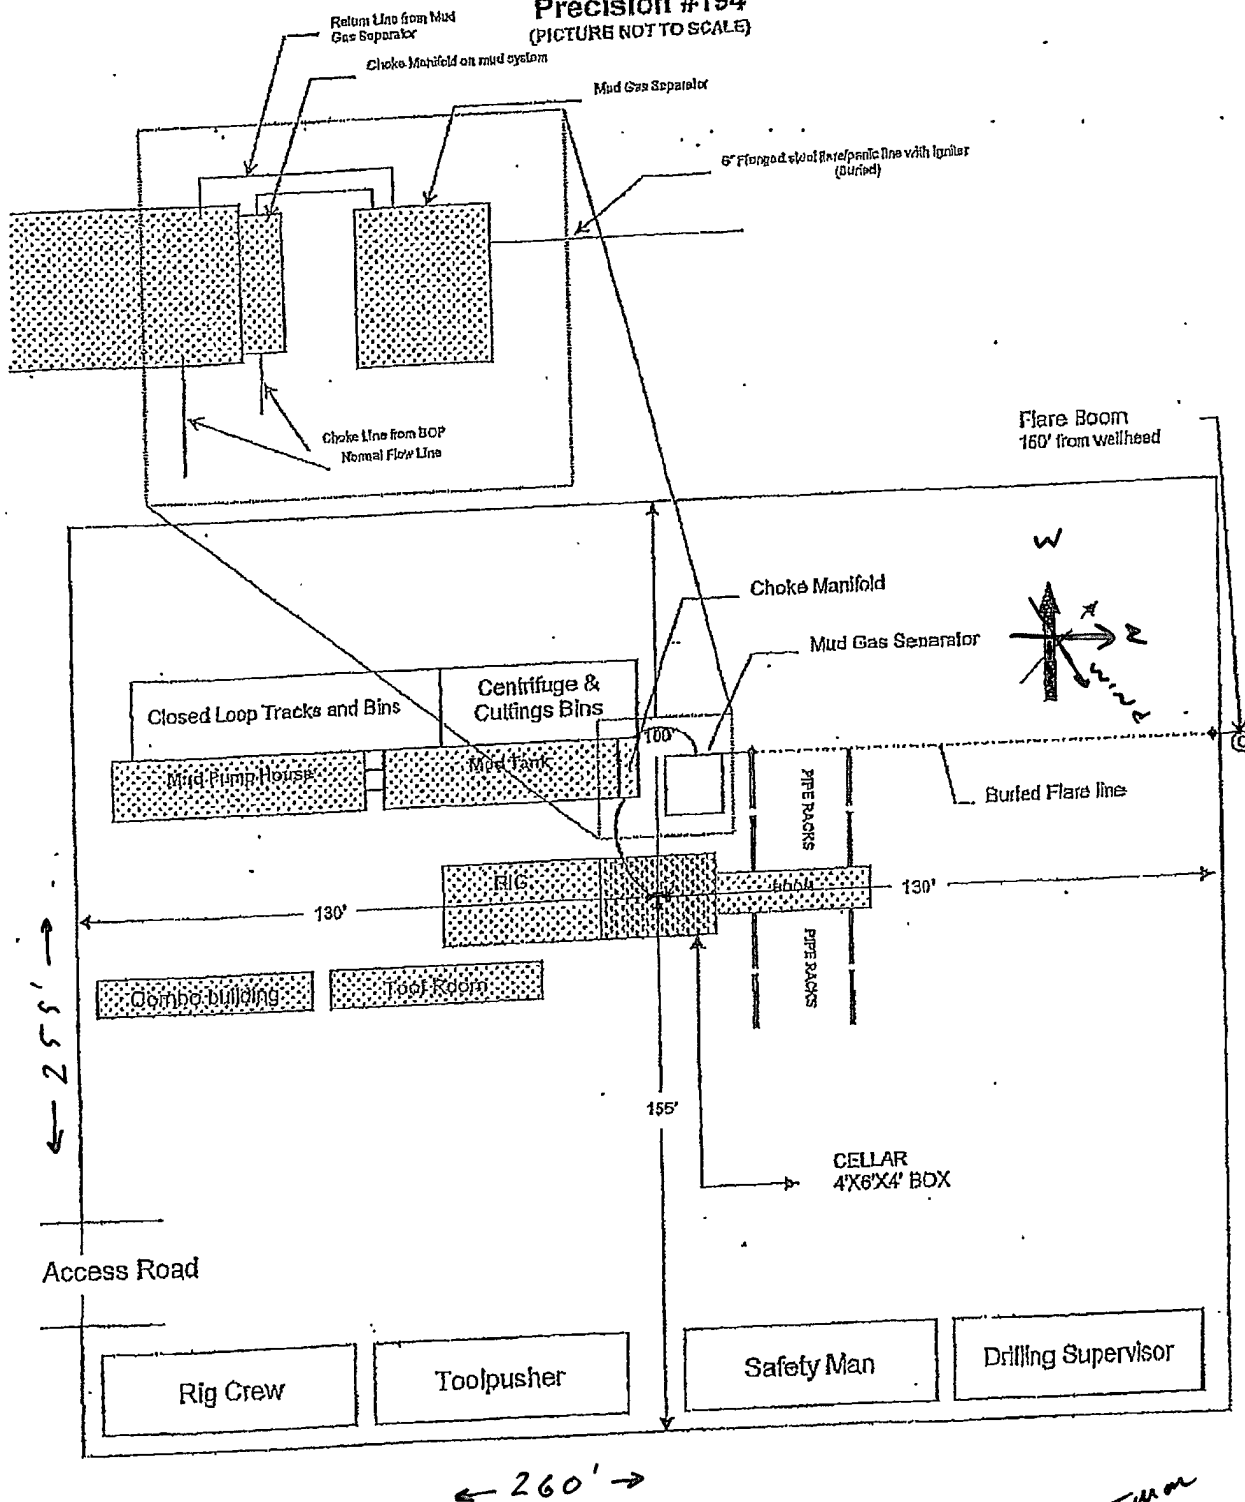 Precision #194
(PICTURE NOT TO SCALE)
Return Line from Mud
Gas Separator
Choke Manifold on mud system
Mud Gas Separator
6" Flanged steel flare/panic line with igniter
(Buried)
Choke Line from BOP
Normal Flow Line
Flare Boom
150' from wellhead
W
N
Wind
Choke Manifold
Mud Gas Separator
Closed Loop Tracks and Bins
Centrifuge &
Cuttings Bins
100'
Mud Pump House
Mud Tank
PIPE RACKS
Buried Flare line
RIG
130'
130'
PIPE RACKS
Combo building
Tool Room
← 255' →
155'
CELLAR
4'X6'X4' BOX
Access Road
Rig Crew
Toolpusher
Safety Man
Drilling Supervisor
← 260' →